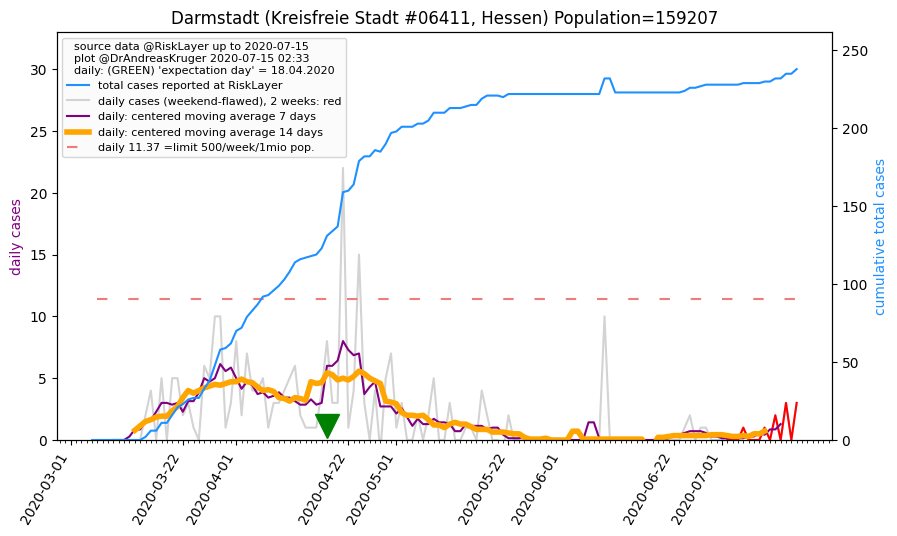 Darmstadt (Kreisfreie Stadt #06411, Hessen) Population=159207
source data @RiskLayer up to 2020-07-15
plot @DrAndreasKruger 2020-07-15 02:33
daily: (GREEN) 'expectation day' = 18.04.2020
total cases reported at RiskLayer
daily cases (weekend-flawed), 2 weeks: red
daily: centered moving average 7 days
daily: centered moving average 14 days
daily 11.37 =limit 500/week/1mio pop.
daily cases
30
25
20
15
10
5
0
cumulative total cases
250
200
150
100
50
0
2020-03-01
2020-03-22
2020-04-01
2020-04-22
2020-05-01
2020-05-22
2020-06-01
2020-06-22
2020-07-01